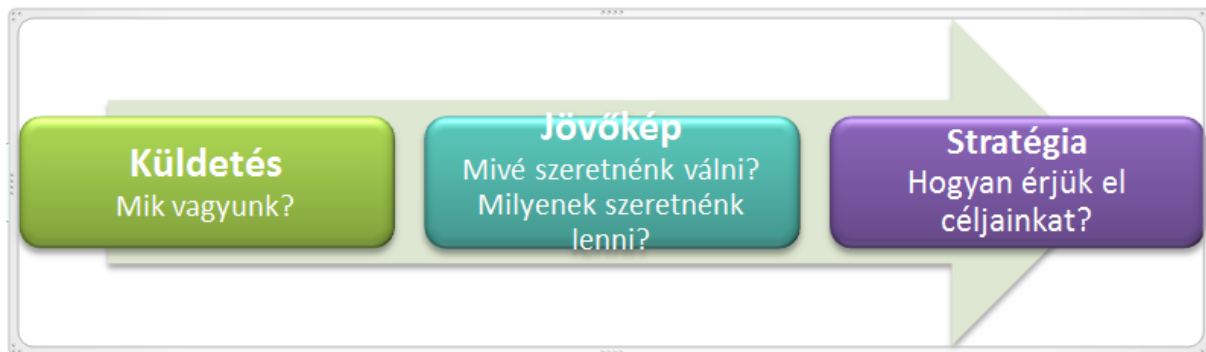 Küldetés
Mik vagyunk?
Jövőkép
Mivé szeretnénk válni?
Milyenek szeretnénk
lenni?
Stratégia
Hogyan érjük el
céljainkat?